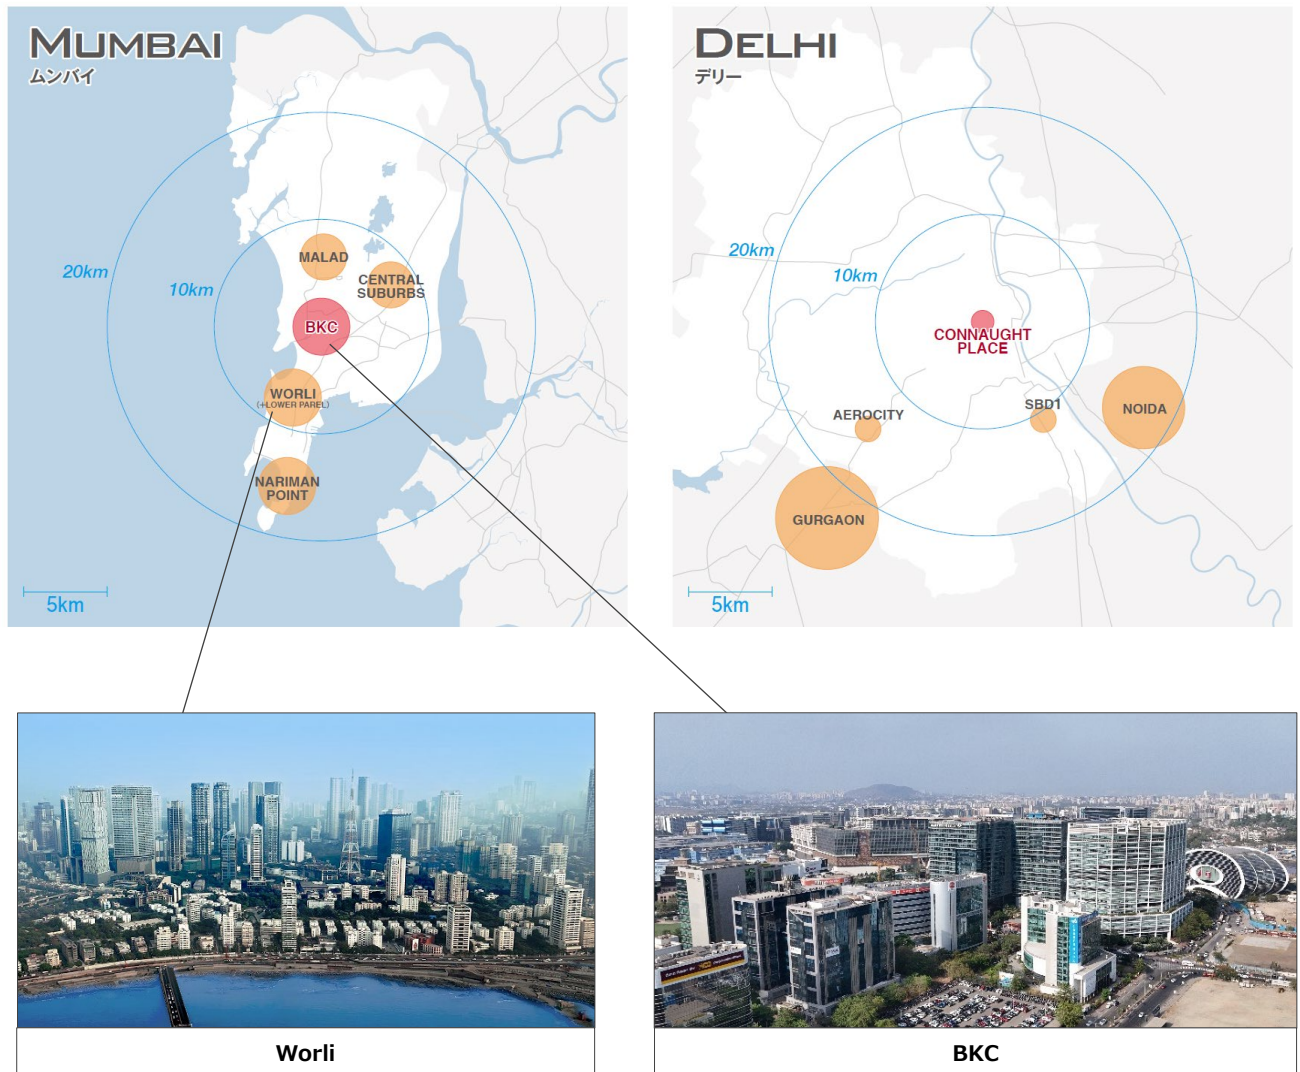 MUMBAI
ムンバイ
20km
10km
MALAD
CENTRAL
SUBURBS
BKC
WORLI
(+LOWER PAREL)
NARIMAN
POINT
5km
DELHI
デリー
20km
10km
CONNAUGHT
PLACE
AEROCITY
SBD1
NOIDA
GURGAON
5km
Worli
BKC